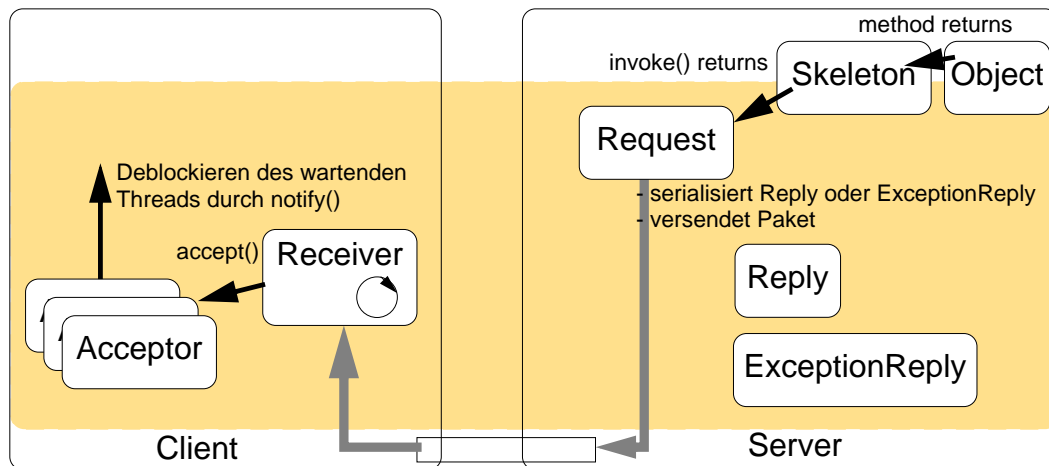 method returns
invoke() returns
Skeleton
Object
Request
Deblockieren des wartenden
Threads durch notify()
- serialisiert Reply oder ExceptionReply
- versendet Paket
accept()
Receiver
Reply
A
A
Acceptor
ExceptionReply
Client
Server